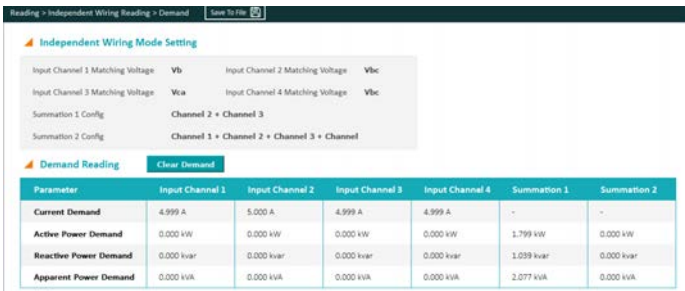 Reading > Independent Wiring Reading > Demand Save To File
Independent Wiring Mode Setting
Input Channel 1 Matching Voltage Vb Input Channel 2 Matching Voltage Vbc
Input Channel 3 Matching Voltage Vca Input Channel 4 Matching Voltage Vbc
Summation 1 Config Channel 2 + Channel 3
Summation 2 Config Channel 1 + Channel 2 + Channel 3 + Channel
Demand Reading Clear Demand
Parameter Input Channel 1 Input Channel 2 Input Channel 3 Input Channel 4 Summation 1 Summation 2
Current Demand 4.999 A 5.000 A 4.999 A 4.999 A - -
Active Power Demand 0.000 kW 0.000 kW 0.000 kW 0.000 kW 1.799 kW 0.000 kW
Reactive Power Demand 0.000 kvar 0.000 kvar 0.000 kvar 0.000 kvar 1.039 kvar 0.000 kvar
Apparent Power Demand 0.000 kVA 0.000 kVA 0.000 kVA 0.000 kVA 2.077 kVA 0.000 kVA